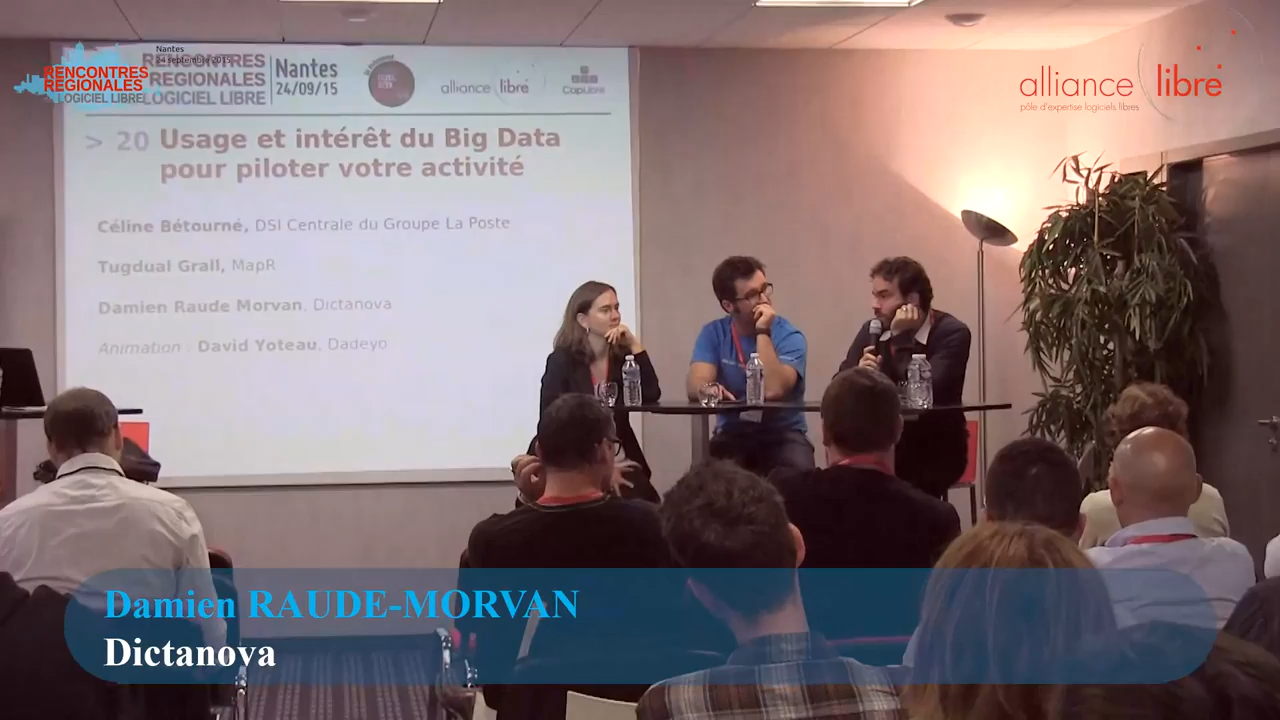 Nantes
24 septembre 2015
RENCONTRES
REGIONALES
LOGICIEL LIBRE
RENCONTRES
REGIONALES
LOGICIEL LIBRE
Nantes
24/09/15
alliance libre
CapLibre
alliance libre
pôle d'expertise logiciels libres
> 20 Usage et intérêt du Big Data
pour piloter votre activité
Céline Bétourné, DSI Centrale du Groupe La Poste
Tugdual Grall, MapR
Damien Raude Morvan, Dictanova
Animation : David Yoteau, Dadeyo
Damien RAUDE-MORVAN
Dictanova